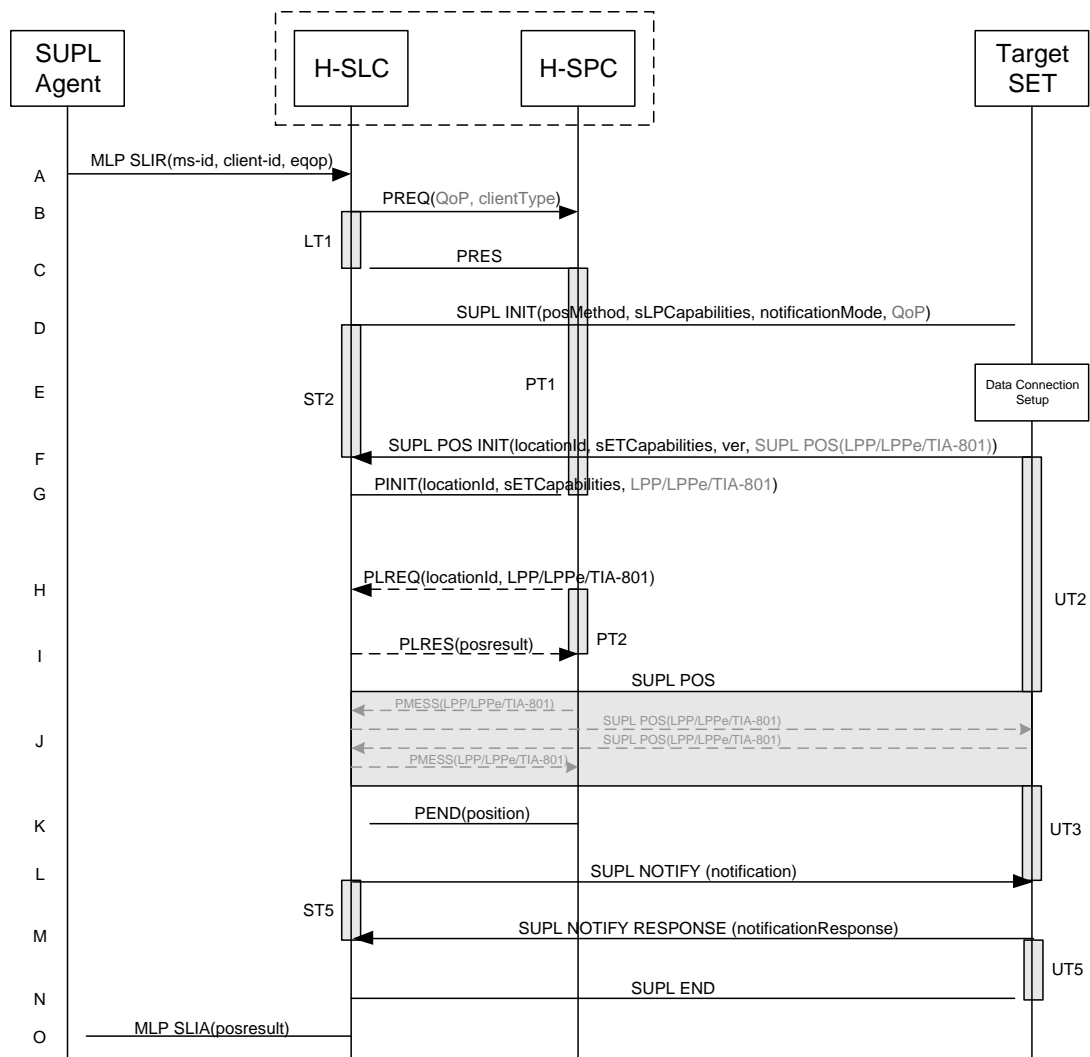 SUPL
Agent
H-SLC
H-SPC
Target
SET
A
MLP SLIR(ms-id, client-id, eqop)
B
PREQ(QoP, clientType)
LT1
C
PRES
D
SUPL INIT(posMethod, sLPCapabilities, notificationMode, QoP)
E
ST2
PT1
Data Connection
Setup
F
SUPL POS INIT(locationId, sETCapabilities, ver, SUPL POS(LPP/LPPe/TIA-801))
G
PINIT(locationId, sETCapabilities, LPP/LPPe/TIA-801)
H
PLREQ(locationId, LPP/LPPe/TIA-801)
UT2
I
PLRES(posresult)
PT2
SUPL POS
PMESS(LPP/LPPe/TIA-801)
SUPL POS(LPP/LPPe/TIA-801)
J
SUPL POS(LPP/LPPe/TIA-801)
PMESS(LPP/LPPe/TIA-801)
K
PEND(position)
UT3
L
SUPL NOTIFY (notification)
ST5
M
SUPL NOTIFY RESPONSE (notificationResponse)
UT5
N
SUPL END
O
MLP SLIA(posresult)